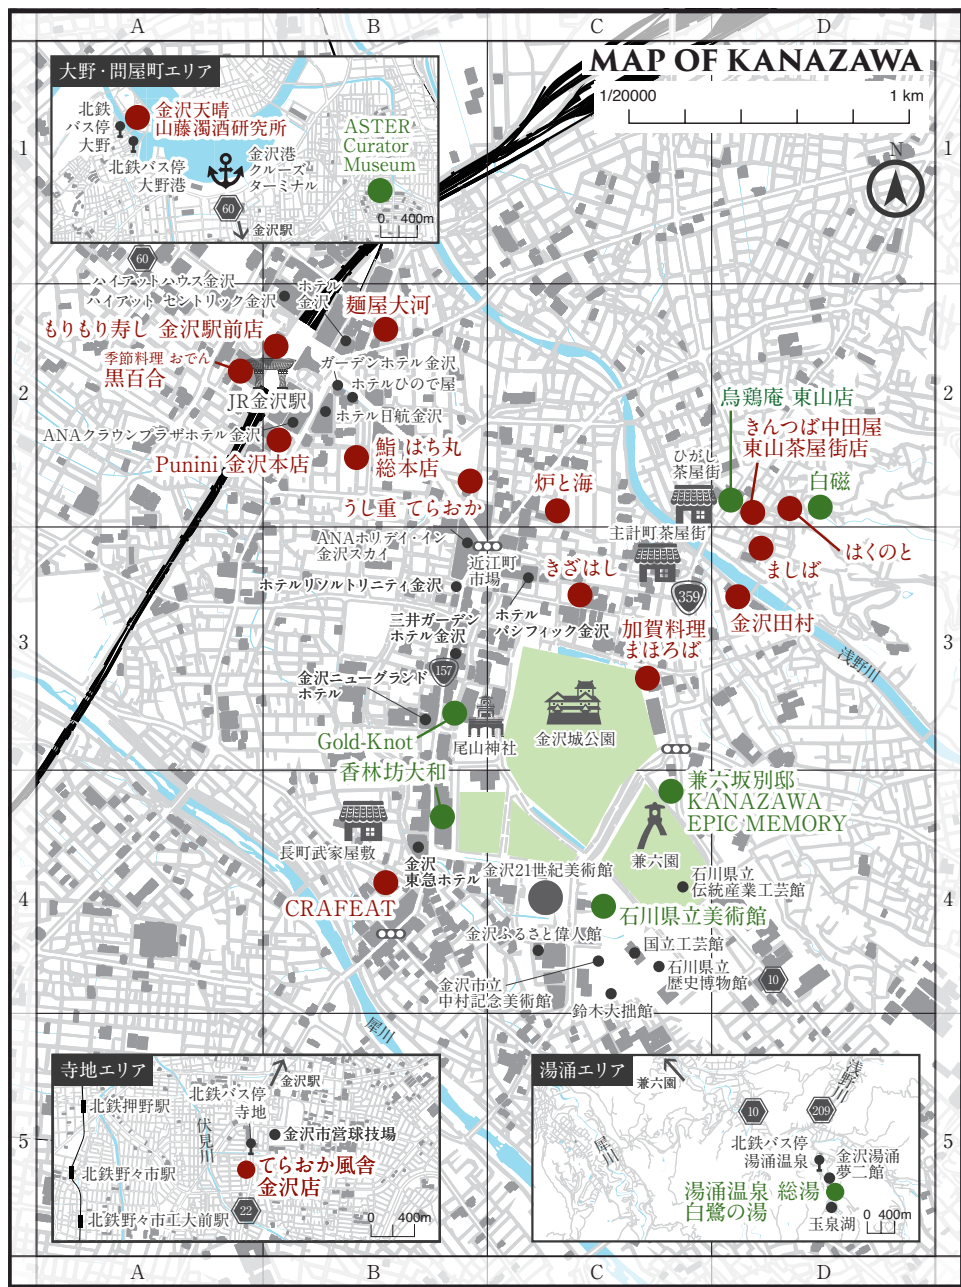 A
B
C
D
MAP OF KANAZAWA
1/20000
1 km
N
大野・問屋町エリア
北鉄
バス停
大野
金沢天晴
山藤濁酒研究所
北鉄バス停
大野港
金沢港
クルーズ
ターミナル
ASTER
Curator
Museum
60
金沢駅
0 400m
1
1
60
ハイアットハウス金沢
ハイアット セントリック金沢
ホテル
金沢
麺屋大河
もりもり寿し 金沢駅前店
季節料理 おでん
黒百合
JR金沢駅
ガーデンホテル金沢
ホテルひので屋
ホテル日航金沢
ANAクラウンプラザホテル金沢
Punini 金沢本店
鮨 はち丸
総本店
うし重 てらおか
2
2
烏鶏庵 東山店
きんつば中田屋
東山茶屋街店
ひがし
茶屋街
白磁
炉と海
主計町茶屋街
はくのと
ましば
金沢田村
ANAホリデイ・イン
金沢スカイ
近江町
市場
きざはし
ホテルリソルトリニティ金沢
ホテル
パシフィック金沢
359
三井ガーデン
ホテル金沢
加賀料理
まほろば
浅野川
3
3
157
金沢ニューグランド
ホテル
Gold-Knot
尾山神社
金沢城公園
香林坊大和
兼六坂別邸
KANAZAWA
EPIC MEMORY
長町武家屋敷
金沢
東急ホテル
兼六園
金沢21世紀美術館
石川県立
伝統産業工芸館
4
4
CRAFEAT
石川県立美術館
金沢ふるさと偉人館
国立工芸館
石川県立
歴史博物館
10
金沢市立
中村記念美術館
鈴木大拙館
犀川
寺地エリア
金沢駅
北鉄バス停
寺地
北鉄押野駅
伏見川
金沢市営球技場
北鉄野々市駅
てらおか風舎
金沢店
北鉄野々市工大前駅
22
0 400m
5
5
湯涌エリア
兼六園
犀川
浅野川
10
209
北鉄バス停
湯涌温泉
金沢湯涌
夢二館
湯涌温泉 総湯
白鷺の湯
玉泉湖
0 400m
A
B
C
D